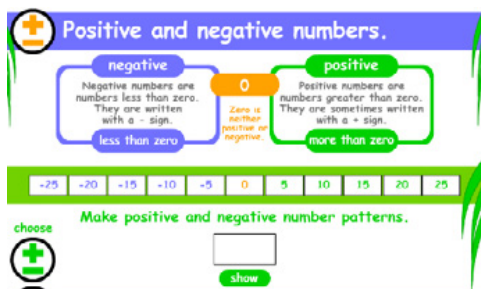 Positive and negative numbers.
negative
Negative numbers are
numbers less than zero.
They are written
with a - sign.
less than zero
0
Zero is
neither
positive or
negative.
positive
Positive numbers are
numbers greater than zero.
They are sometimes written
with a + sign.
more than zero
-25 -20 -15 -10 -5 0 5 10 15 20 25
Make positive and negative number patterns.
choose
show